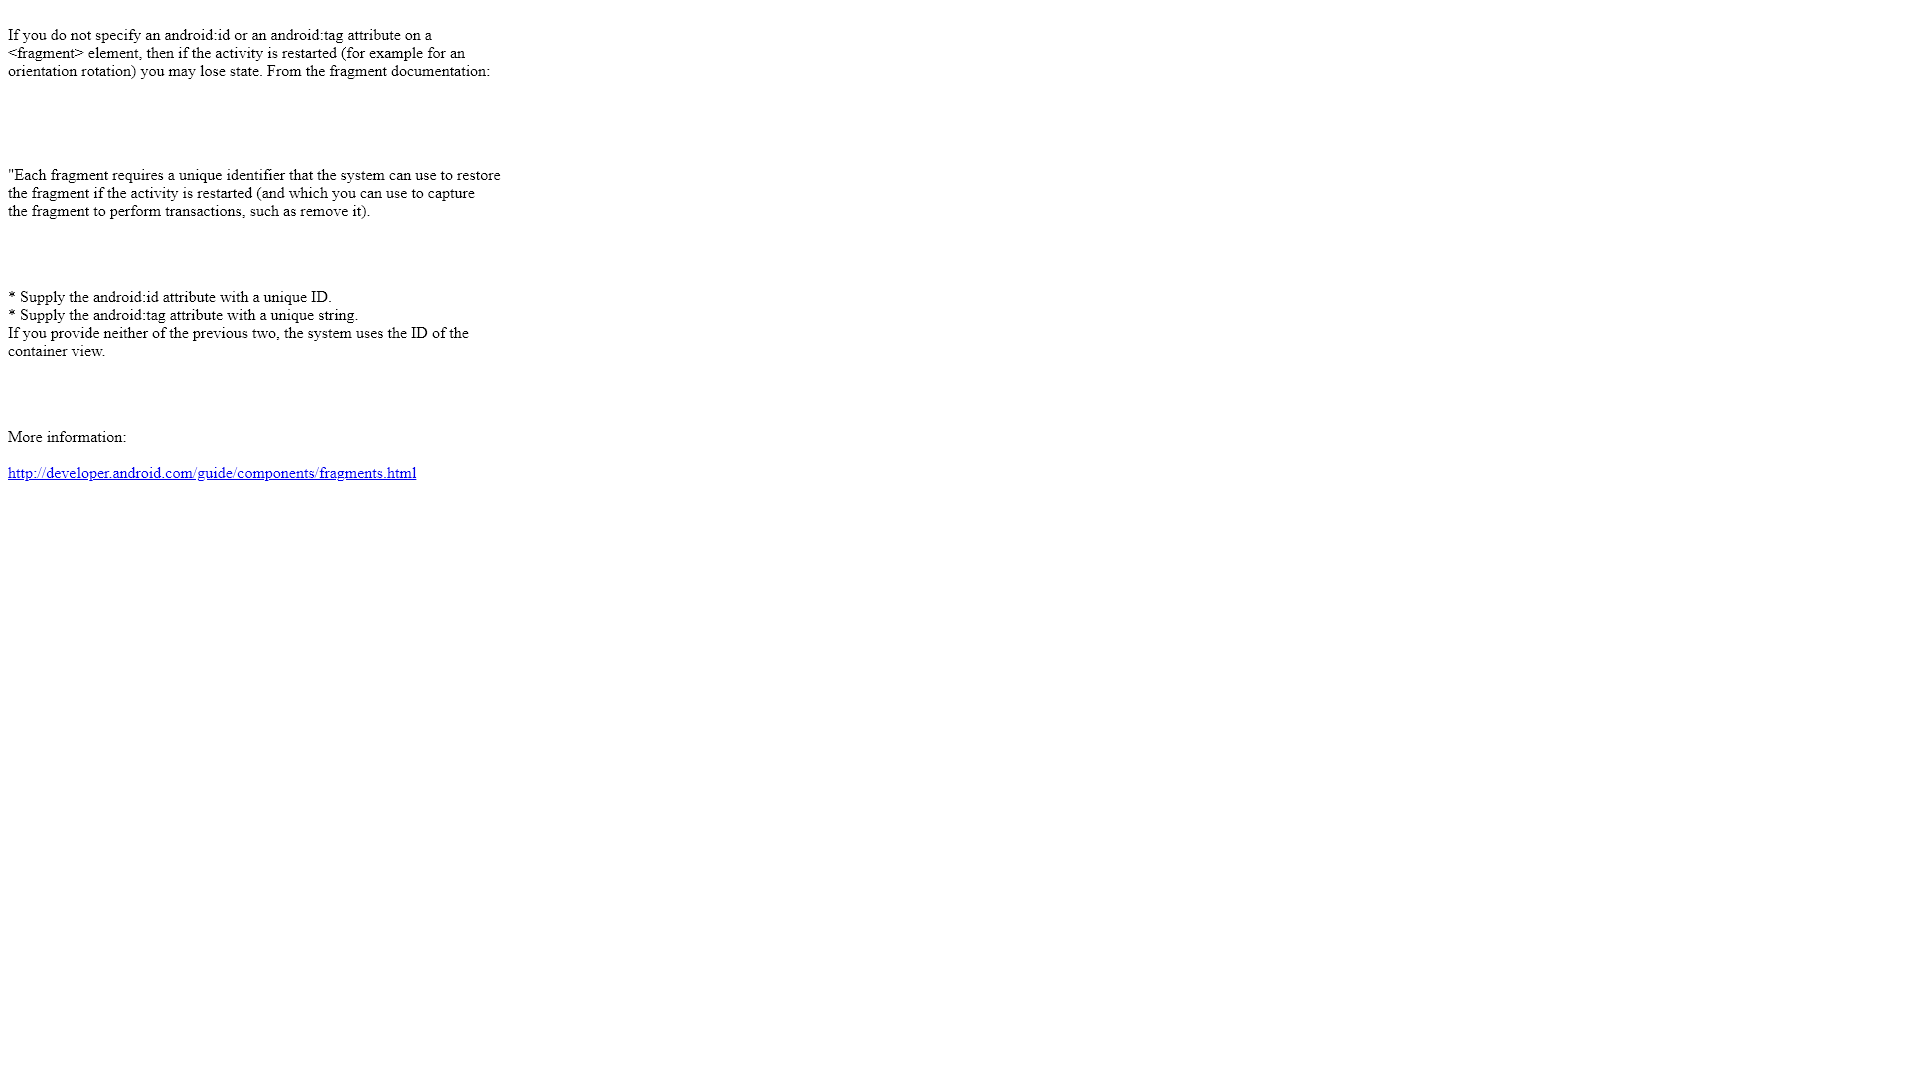 If you do not specify an android:id or an android:tag attribute on a
<fragment> element, then if the activity is restarted (for example for an
orientation rotation) you may lose state. From the fragment documentation:
"Each fragment requires a unique identifier that the system can use to restore
the fragment if the activity is restarted (and which you can use to capture
the fragment to perform transactions, such as remove it).
* Supply the android:id attribute with a unique ID.
* Supply the android:tag attribute with a unique string.
If you provide neither of the previous two, the system uses the ID of the
container view.
More information:
http://developer.android.com/guide/components/fragments.html